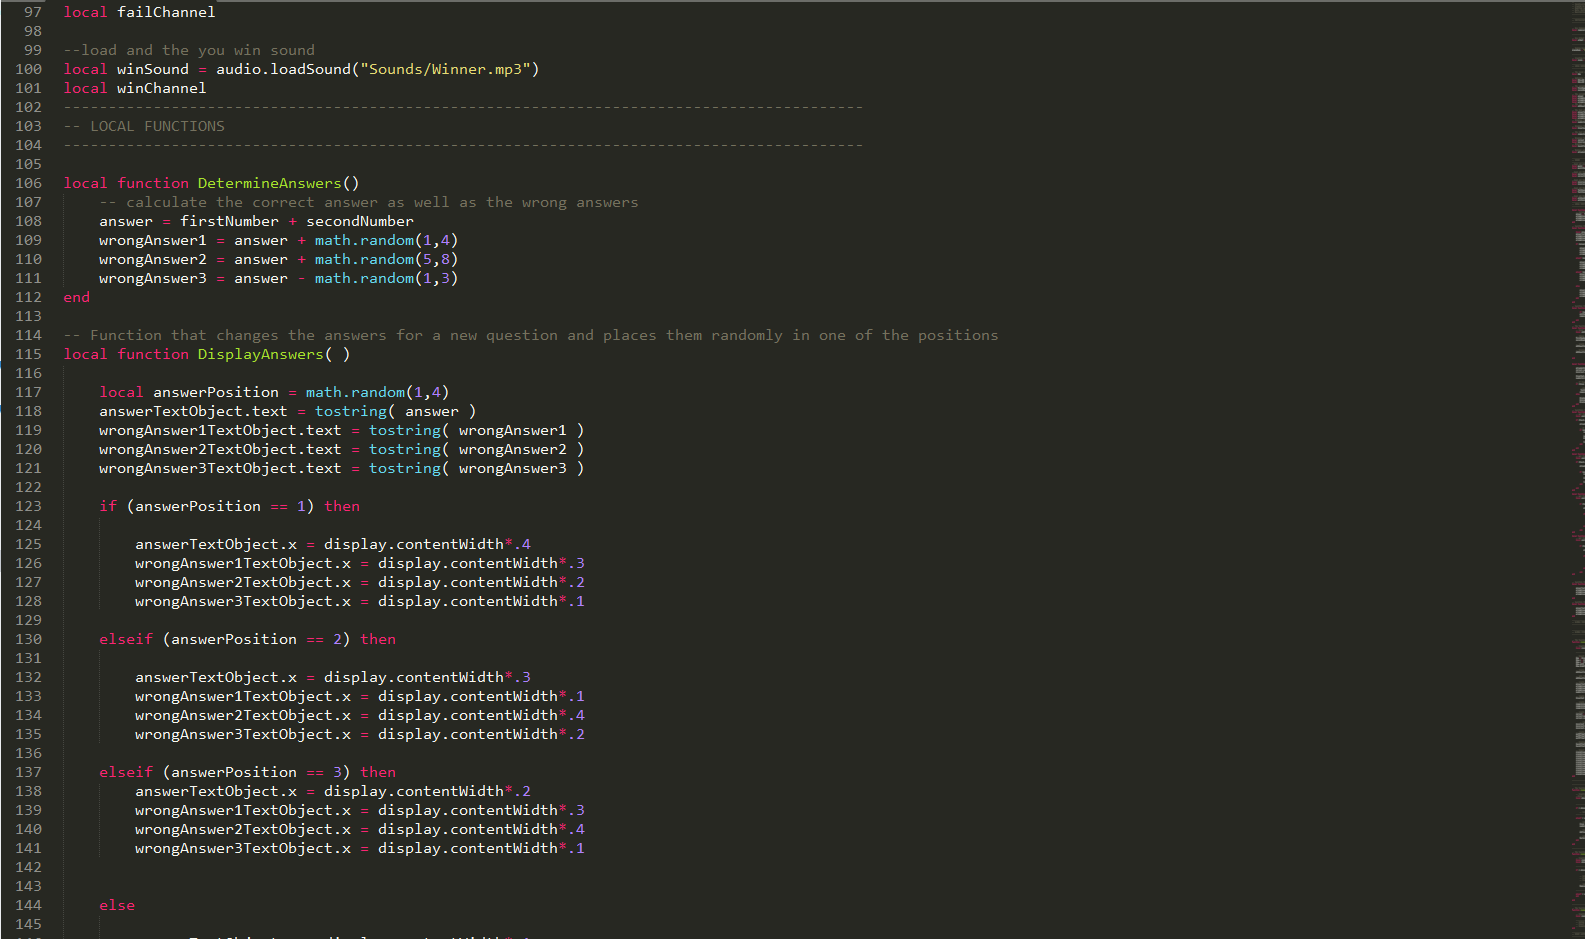 97 local failChannel
98
99 --load and the you win sound
100 local winSound = audio.loadSound("Sounds/Winner.mp3")
101 local winChannel
102 -----------------------------------------------------------------------------------------
103 -- LOCAL FUNCTIONS
104 -----------------------------------------------------------------------------------------
105
106 local function DetermineAnswers()
107     -- calculate the correct answer as well as the wrong answers
108     answer = firstNumber + secondNumber
109     wrongAnswer1 = answer + math.random(1,4)
110     wrongAnswer2 = answer + math.random(5,8)
111     wrongAnswer3 = answer - math.random(1,3)
112 end
113
114 -- Function that changes the answers for a new question and places them randomly in one of the positions
115 local function DisplayAnswers( )
116
117     local answerPosition = math.random(1,4)
118     answerTextObject.text = tostring( answer )
119     wrongAnswer1TextObject.text = tostring( wrongAnswer1 )
120     wrongAnswer2TextObject.text = tostring( wrongAnswer2 )
121     wrongAnswer3TextObject.text = tostring( wrongAnswer3 )
122
123     if (answerPosition == 1) then
124
125         answerTextObject.x = display.contentWidth*.4
126         wrongAnswer1TextObject.x = display.contentWidth*.3
127         wrongAnswer2TextObject.x = display.contentWidth*.2
128         wrongAnswer3TextObject.x = display.contentWidth*.1
129
130     elseif (answerPosition == 2) then
131
132         answerTextObject.x = display.contentWidth*.3
133         wrongAnswer1TextObject.x = display.contentWidth*.1
134         wrongAnswer2TextObject.x = display.contentWidth*.4
135         wrongAnswer3TextObject.x = display.contentWidth*.2
136
137     elseif (answerPosition == 3) then
138         answerTextObject.x = display.contentWidth*.2
139         wrongAnswer1TextObject.x = display.contentWidth*.3
140         wrongAnswer2TextObject.x = display.contentWidth*.4
141         wrongAnswer3TextObject.x = display.contentWidth*.1
142
143
144     else
145